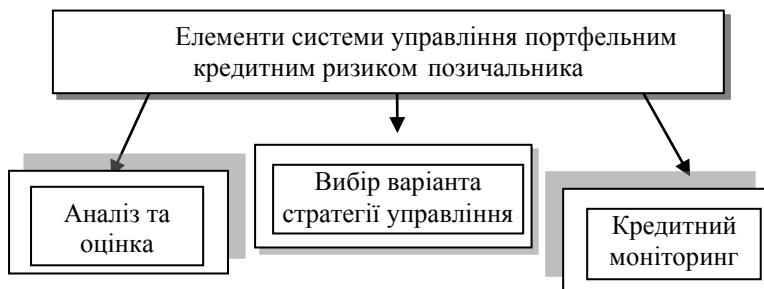 Елементи системи управління портфельним
кредитним ризиком позичальника
Аналіз та
оцінка
Вибір варіанта
стратегії управління
Кредитний
моніторинг